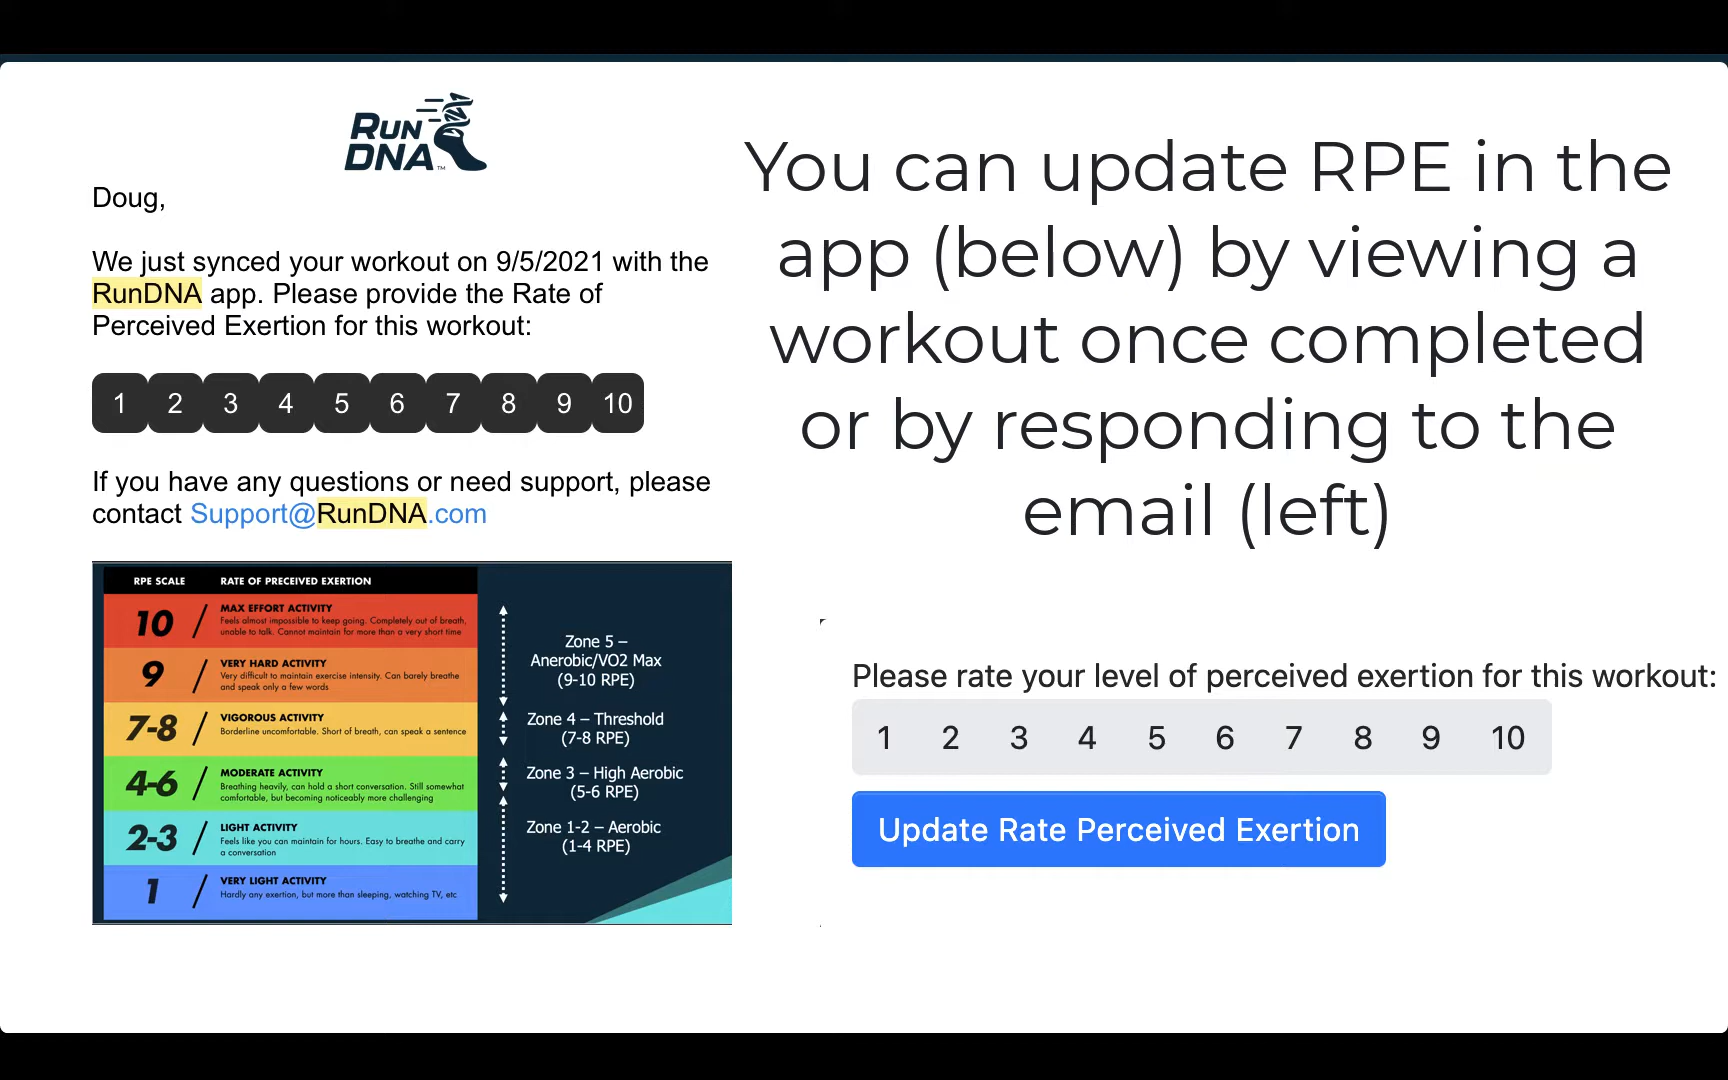 RUN
DNA™
Doug,
We just synced your workout on 9/5/2021 with the
RunDNA app. Please provide the Rate of
Perceived Exertion for this workout:
1 2 3 4 5 6 7 8 9 10
If you have any questions or need support, please
contact Support@RunDNA.com
RPE SCALE RATE OF PERCEIVED EXERTION
10 / MAX EFFORT ACTIVITY
Feels almost impossible to keep going. Completely out of breath,
unable to talk. Cannot maintain for more than a very short time
9 / VERY HARD ACTIVITY
Very difficult to maintain exercise intensity. Can barely breathe
and speak only a few words
7-8 / VIGOROUS ACTIVITY
Borderline uncomfortable. Short of breath, can speak a sentence
4-6 / MODERATE ACTIVITY
Breathing heavily, can hold a short conversation. Still somewhat
comfortable, but becoming noticeably more challenging
2-3 / LIGHT ACTIVITY
Feels like you can maintain for hours. Easy to breathe and carry
a conversation
1 / VERY LIGHT ACTIVITY
Hardly any exertion, but more than sleeping, watching TV, etc
Zone 5 –
Anerobic/VO2 Max
(9-10 RPE)
Zone 4 – Threshold
(7-8 RPE)
Zone 3 – High Aerobic
(5-6 RPE)
Zone 1-2 – Aerobic
(1-4 RPE)
You can update RPE in the
app (below) by viewing a
workout once completed
or by responding to the
email (left)
Please rate your level of perceived exertion for this workout:
1 2 3 4 5 6 7 8 9 10
Update Rate Perceived Exertion